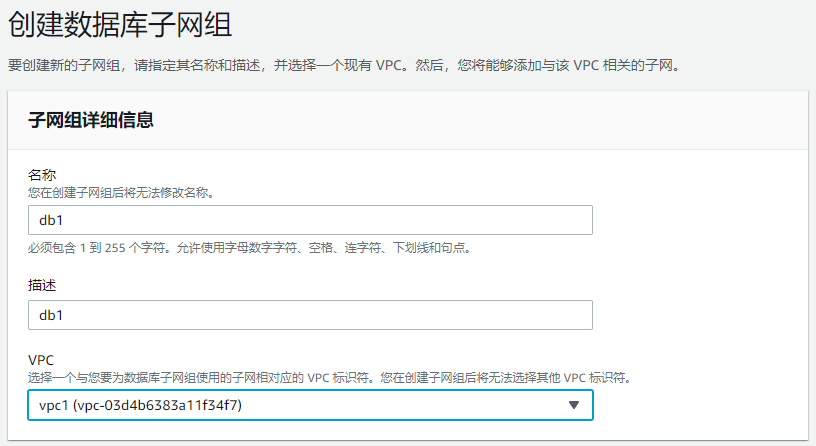 创建数据库子网组
要创建新的子网组，请指定其名称和描述，并选择一个现有 VPC。然后，您将能够添加与该 VPC 相关的子网。
子网组详细信息
名称
您在创建子网组后将无法修改名称。
db1
必须包含 1 到 255 个字符。允许使用字母数字字符、空格、连字符、下划线和句点。
描述
db1
VPC
选择一个与您要为数据库子网组使用的子网相对应的 VPC 标识符。您在创建子网组后将无法选择其他 VPC 标识符。
vpc1 (vpc-03d4b6383a11f34f7)